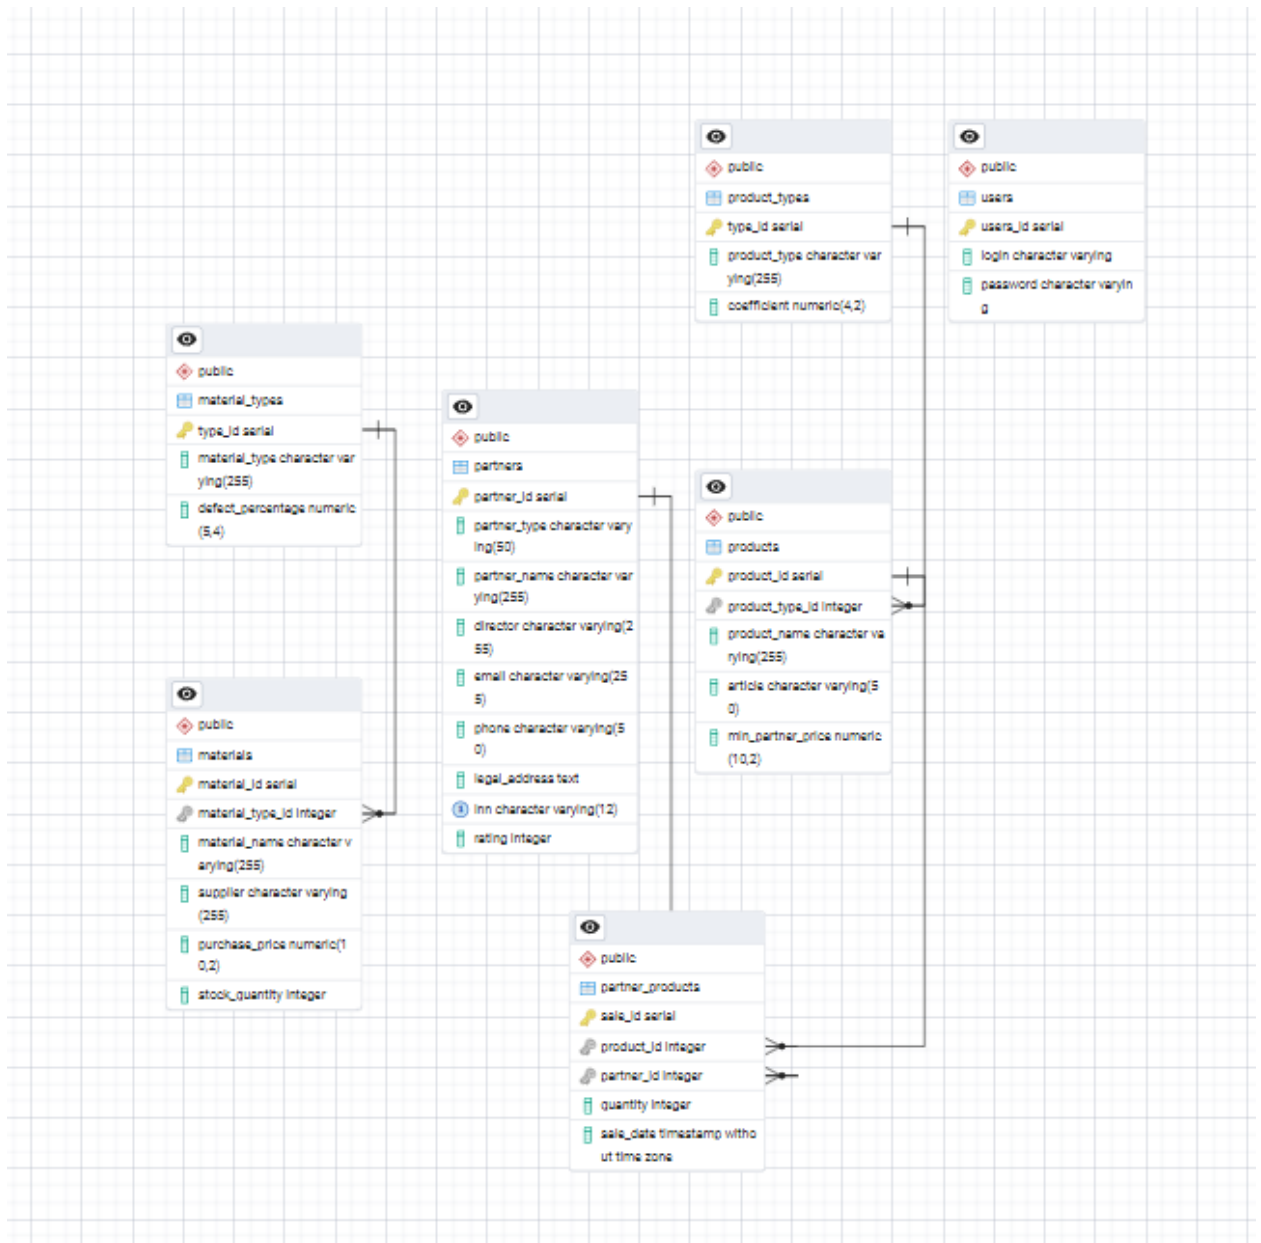 public
product_types
type_id serial
product_type character var
ying(255)
coefficient numeric(4,2)
public
users
users_id serial
login character varying
password character varyin
g
public
material_types
type_id serial
material_type character var
ying(255)
defect_percentage numeric
(5,4)
public
partners
partner_id serial
partner_type character vary
ing(50)
partner_name character var
ying(255)
director character varying(2
55)
email character varying(25
5)
phone character varying(5
0)
legal_address text
inn character varying(12)
rating integer
public
products
product_id serial
product_type_id integer
product_name character va
rying(255)
article character varying(5
0)
min_partner_price numeric
(10,2)
public
materials
material_id serial
material_type_id integer
material_name character v
arying(255)
supplier character varying
(255)
purchase_price numeric(1
0,2)
stock_quantity integer
public
partner_products
sale_id serial
product_id integer
partner_id integer
quantity integer
sale_date timestamp witho
ut time zone